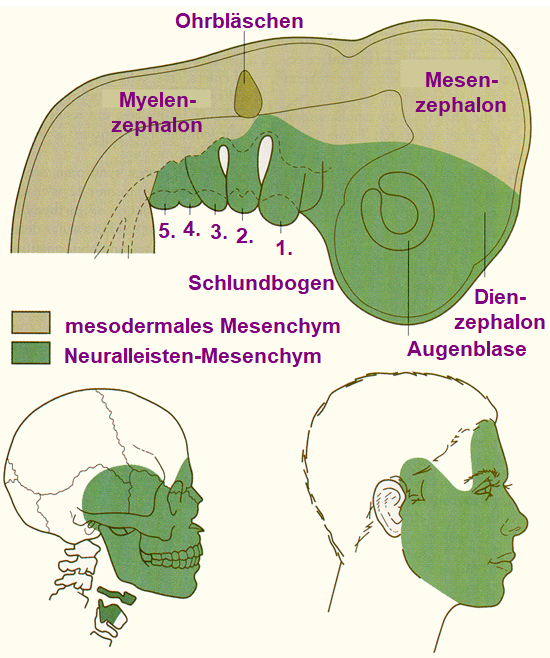 Ohrbläschen
Myelen-
zephalon
Mesen-
zephalon
5. 4. 3. 2. 1.
Schlundbogen
Dien-
zephalon
Augenblase
mesodermales Mesenchym
Neuralleisten-Mesenchym